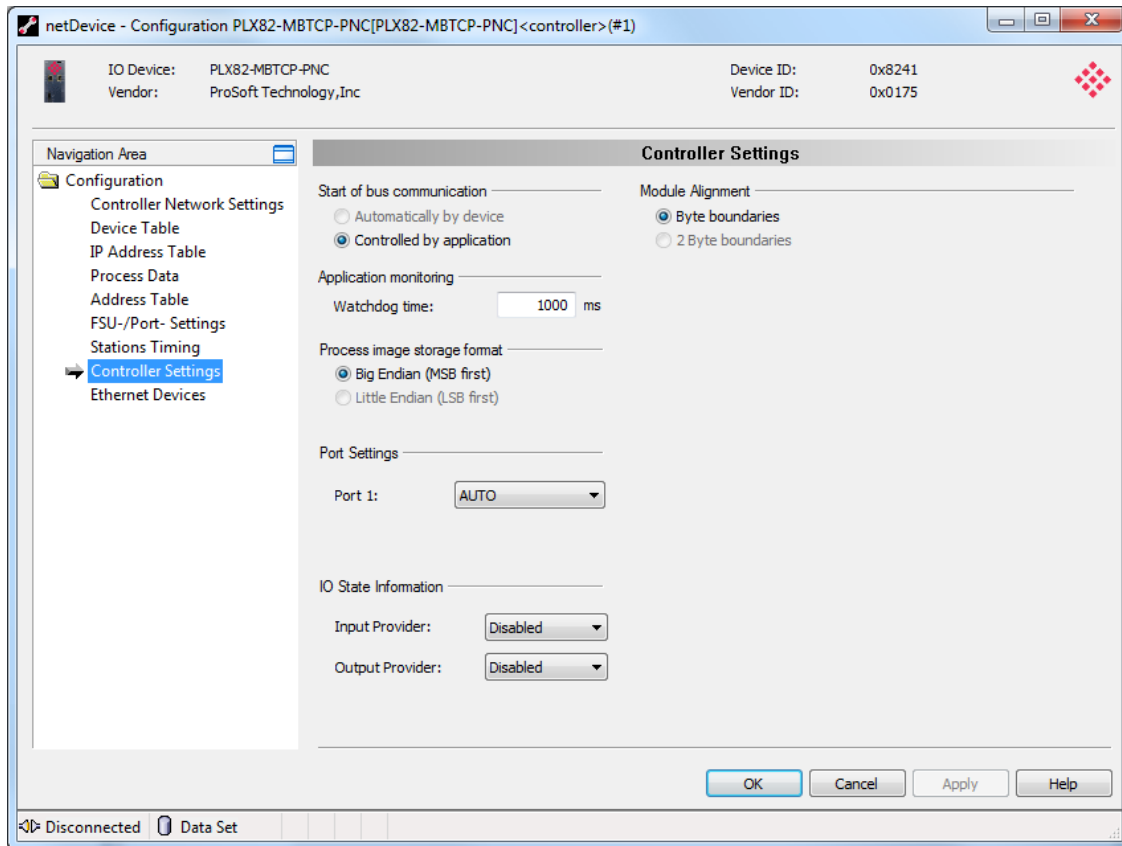 netDevice - Configuration PLX82-MBTCP-PNC[PLX82-MBTCP-PNC]<controller>(#1)
IO Device: PLX82-MBTCP-PNC Device ID: 0x8241
Vendor: ProSoft Technology,Inc Vendor ID: 0x0175
Navigation Area
Configuration
Controller Network Settings
Device Table
IP Address Table
Process Data
Address Table
FSU-/Port- Settings
Stations Timing
Controller Settings
Ethernet Devices
Controller Settings
Start of bus communication
Automatically by device
Controlled by application
Module Alignment
Byte boundaries
2 Byte boundaries
Application monitoring
Watchdog time: 1000 ms
Process image storage format
Big Endian (MSB first)
Little Endian (LSB first)
Port Settings
Port 1: AUTO
IO State Information
Input Provider: Disabled
Output Provider: Disabled
OK Cancel Apply Help
Disconnected Data Set